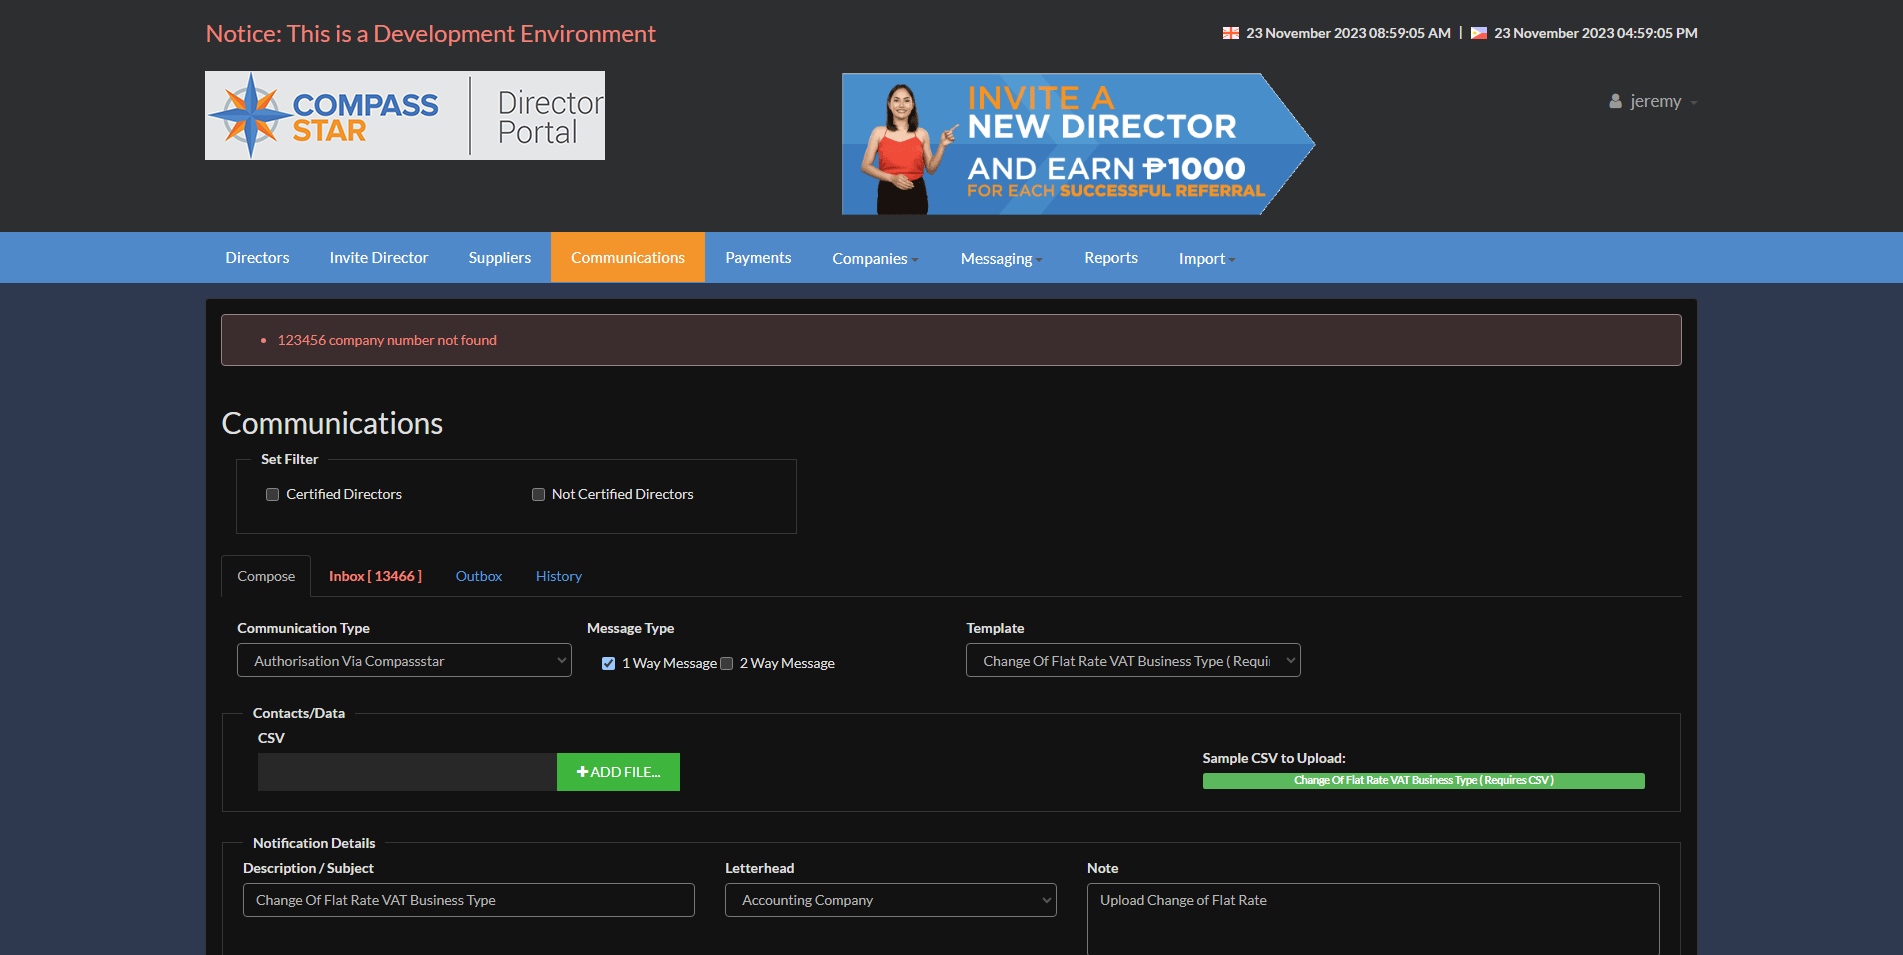 Notice: This is a Development Environment
23 November 2023 08:59:05 AM | 23 November 2023 04:59:05 PM
COMPASS STAR
Director Portal
INVITE A
NEW DIRECTOR
AND EARN ₱1000
FOR EACH SUCCESSFUL REFERRAL
jeremy
Directors Invite Director Suppliers Communications Payments Companies Messaging Reports Import
123456 company number not found
Communications
Set Filter
Certified Directors Not Certified Directors
Compose Inbox [ 13466 ] Outbox History
Communication Type Message Type Template
Authorisation Via Compassstar 1 Way Message 2 Way Message Change Of Flat Rate VAT Business Type ( Requi
Contacts/Data
CSV
ADD FILE...
Sample CSV to Upload:
Change Of Flat Rate VAT Business Type ( Requires CSV )
Notification Details
Description / Subject Letterhead Note
Change Of Flat Rate VAT Business Type Accounting Company Upload Change of Flat Rate